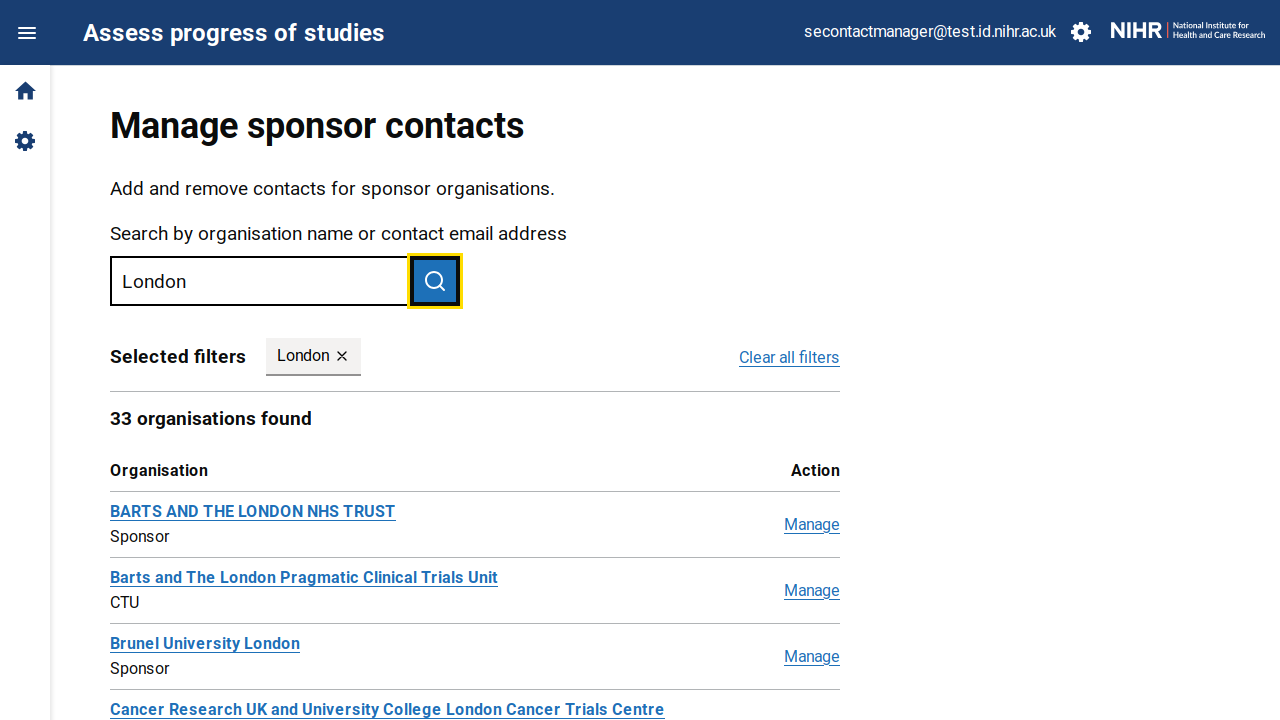 Assess progress of studies
secontactmanager@test.id.nihr.ac.uk
NIHR | National Institute for
Health and Care Research
Manage sponsor contacts
Add and remove contacts for sponsor organisations.
Search by organisation name or contact email address
London
Selected filters
London
Clear all filters
33 organisations found
Organisation
Action
BARTS AND THE LONDON NHS TRUST
Sponsor
Manage
Barts and The London Pragmatic Clinical Trials Unit
CTU
Manage
Brunel University London
Sponsor
Manage
Cancer Research UK and University College London Cancer Trials Centre